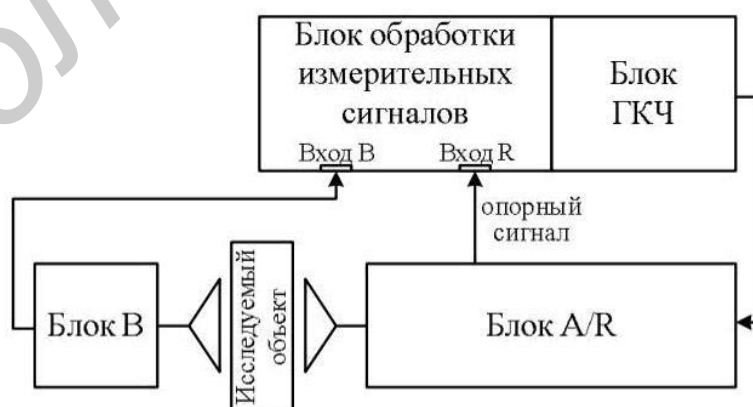 Блок обработки
измерительных
сигналов
Вход В
Вход R
Блок
ГКЧ
опорный
сигнал
Блок В
Исследуемый
объект
Блок A/R